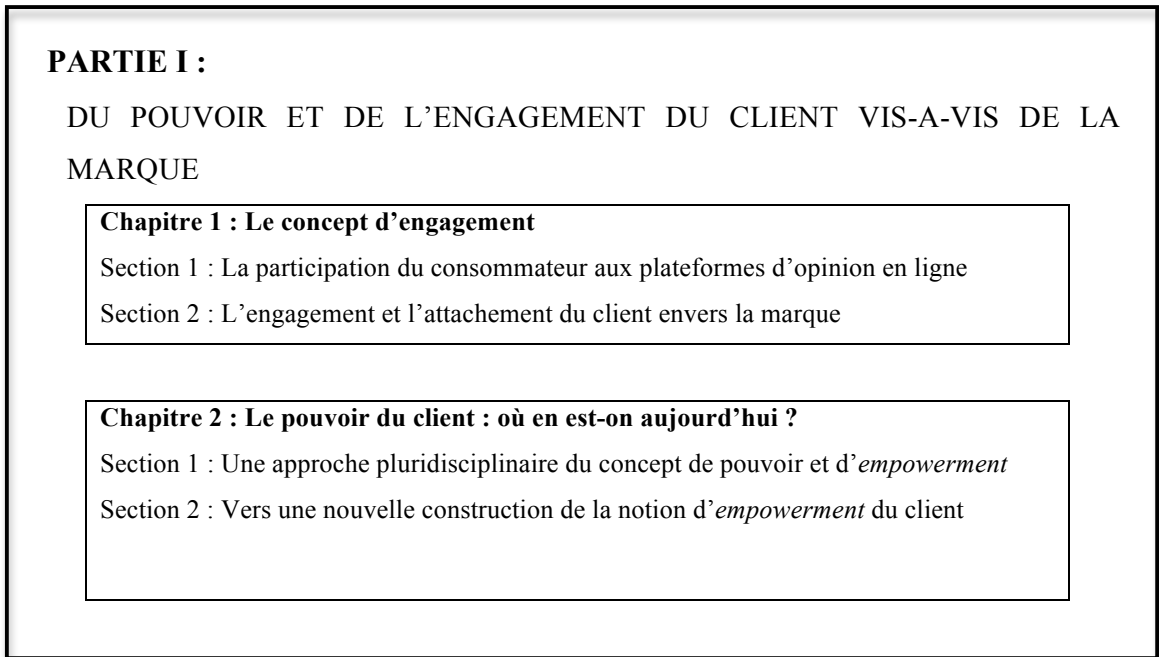 PARTIE I :
DU POUVOIR ET DE L’ENGAGEMENT DU CLIENT VIS-A-VIS DE LA
MARQUE
Chapitre 1 : Le concept d’engagement
Section 1 : La participation du consommateur aux plateformes d’opinion en ligne
Section 2 : L’engagement et l’attachement du client envers la marque
Chapitre 2 : Le pouvoir du client : où en est-on aujourd’hui ?
Section 1 : Une approche pluridisciplinaire du concept de pouvoir et d’empowerment
Section 2 : Vers une nouvelle construction de la notion d’empowerment du client